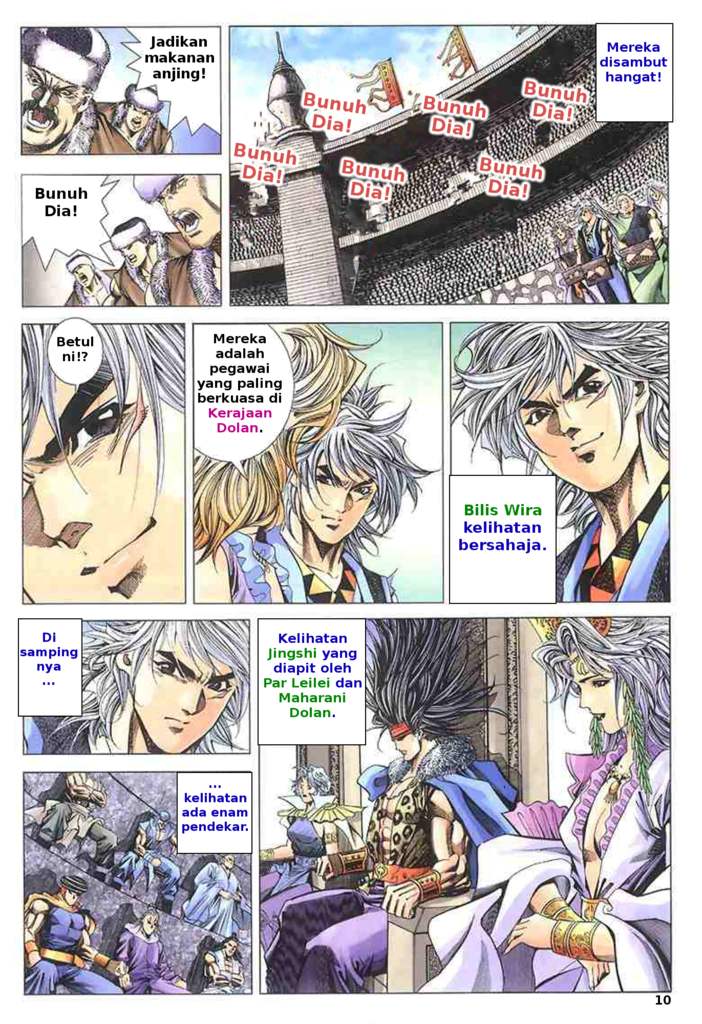 Jadikan
makanan
anjing!
Bunuh
Dia!
Mereka
disambut
hangat!
Bunuh
Dia!
Bunuh
Dia!
Bunuh
Dia!
Bunuh
Dia!
Bunuh
Dia!
Bunuh
Dia!
Betul
ni!?
Mereka
adalah
pegawai
yang paling
berkuasa di
Kerajaan
Dolan.
Bilis Wira
kelihatan
bersahaja.
Di
samping
nya
...
...
kelihatan
ada enam
pendekar.
Kelihatan
Jingshi yang
diapit oleh
Par Leilei dan
Maharani
Dolan.
10